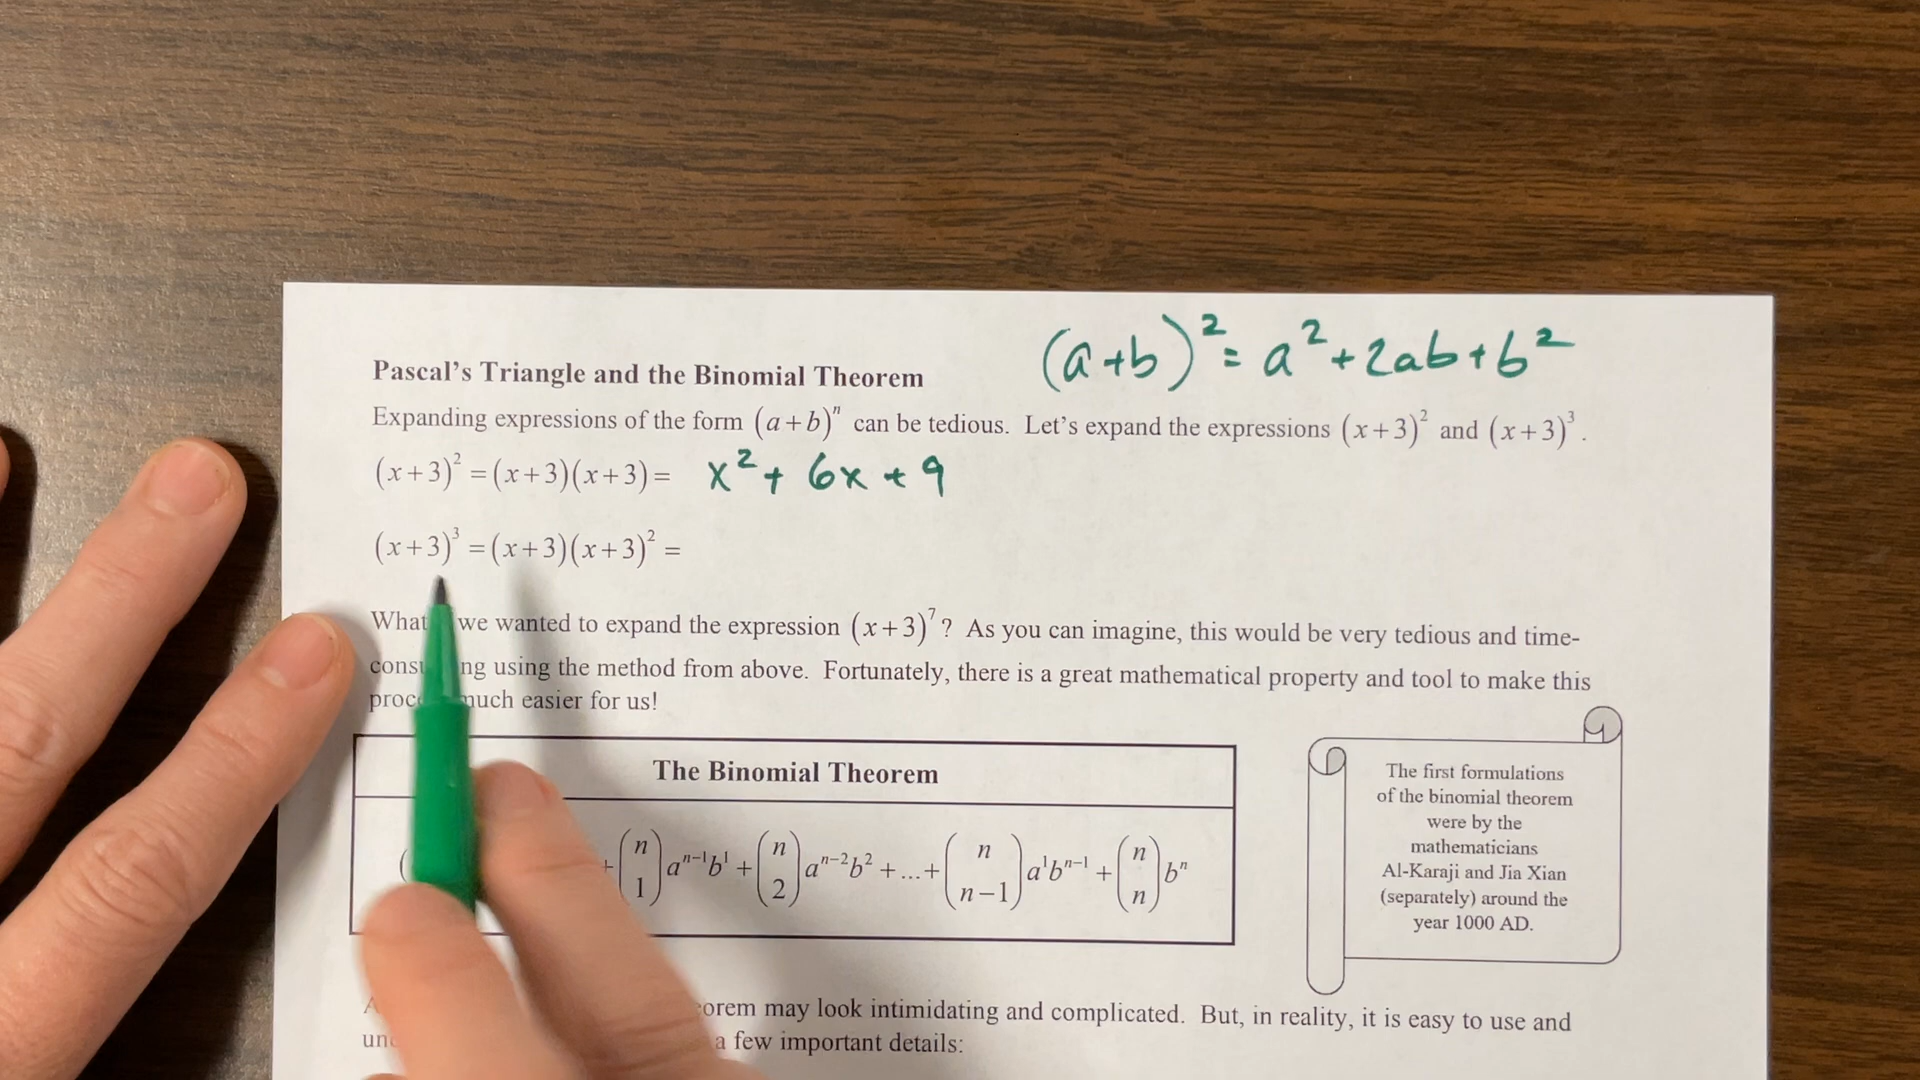 (a+b)² = a² + 2ab + b²
Pascal's Triangle and the Binomial Theorem
Expanding expressions of the form (a+b)ⁿ can be tedious. Let's expand the expressions (x+3)² and (x+3)³.
(x+3)² = (x+3)(x+3) = x² + 6x + 9
(x+3)³ = (x+3)(x+3)² =
What we wanted to expand the expression (x+3)⁷? As you can imagine, this would be very tedious and time-
ng using the method from above. Fortunately, there is a great mathematical property and tool to make this
much easier for us!
The Binomial Theorem
( + (n 1) aⁿ⁻¹b¹ + (n 2) aⁿ⁻²b² + ... + (n n−1) a¹bⁿ⁻¹ + (n n) bⁿ
The first formulations
of the binomial theorem
were by the
mathematicians
Al-Karaji and Jia Xian
(separately) around the
year 1000 AD.
may look intimidating and complicated. But, in reality, it is easy to use and
a few important details: